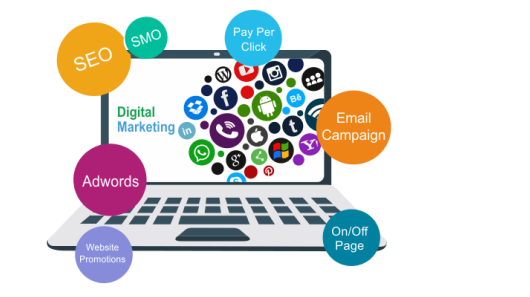 SEO
SMO
Pay Per
Click
Digital
Marketing
Email
Campaign
Adwords
Website
Promotions
On/Off
Page